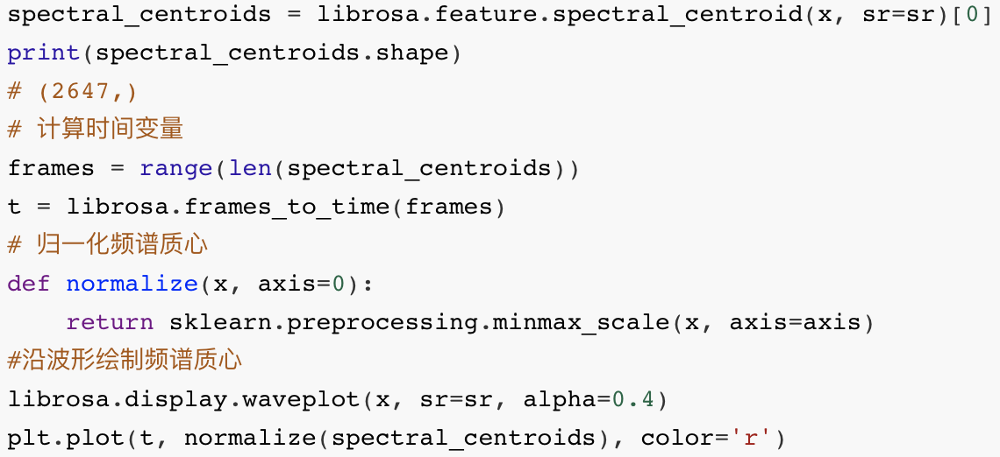 spectral_centroids = librosa.feature.spectral_centroid(x, sr=sr)[0]
print(spectral_centroids.shape)
# (2647,)
# 计算时间变量
frames = range(len(spectral_centroids))
t = librosa.frames_to_time(frames)
# 归一化频谱质心
def normalize(x, axis=0):
    return sklearn.preprocessing.minmax_scale(x, axis=axis)
#沿波形绘制频谱质心
librosa.display.waveplot(x, sr=sr, alpha=0.4)
plt.plot(t, normalize(spectral_centroids), color='r')